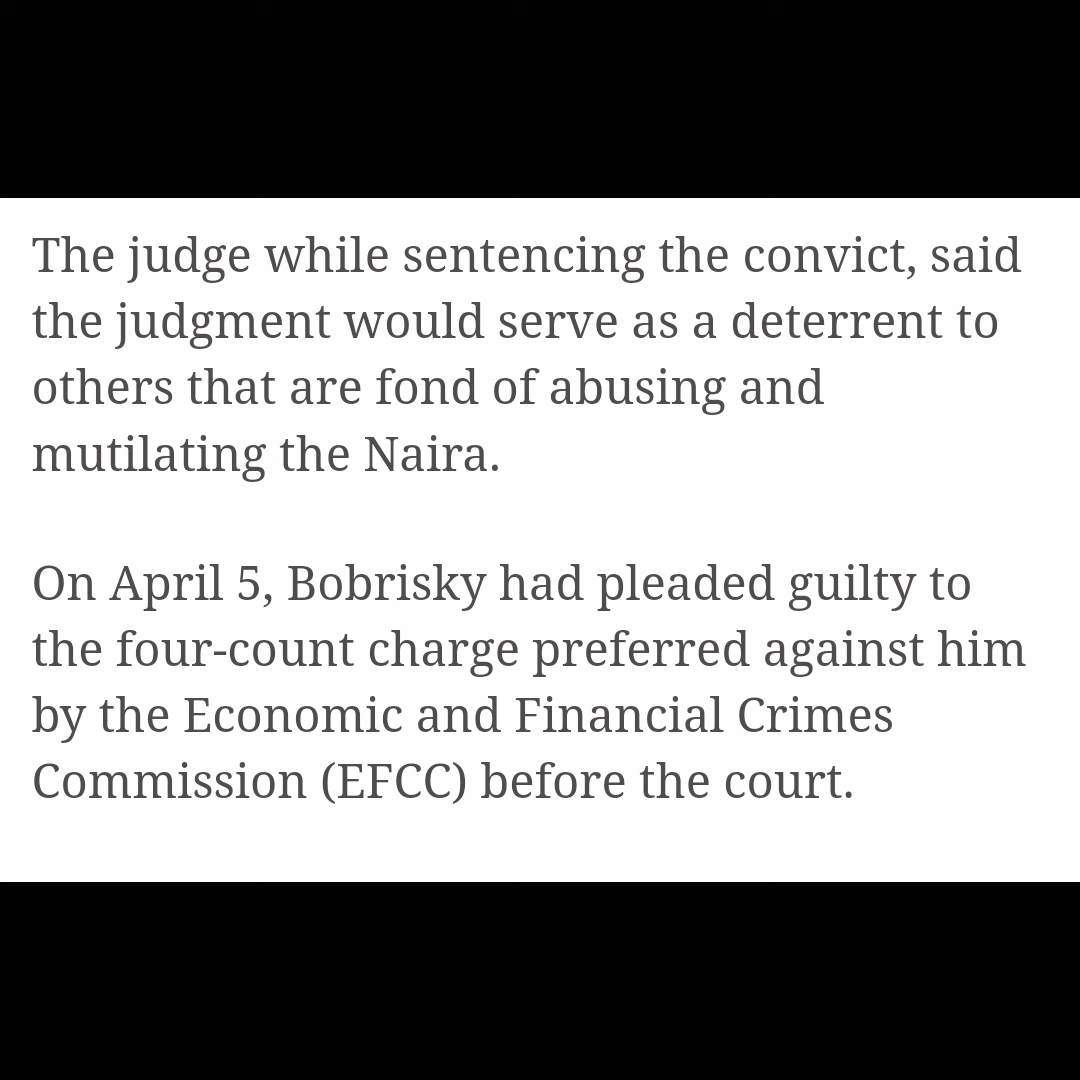 The judge while sentencing the convict, said
the judgment would serve as a deterrent to
others that are fond of abusing and
mutilating the Naira.
On April 5, Bobrisky had pleaded guilty to
the four-count charge preferred against him
by the Economic and Financial Crimes
Commission (EFCC) before the court.